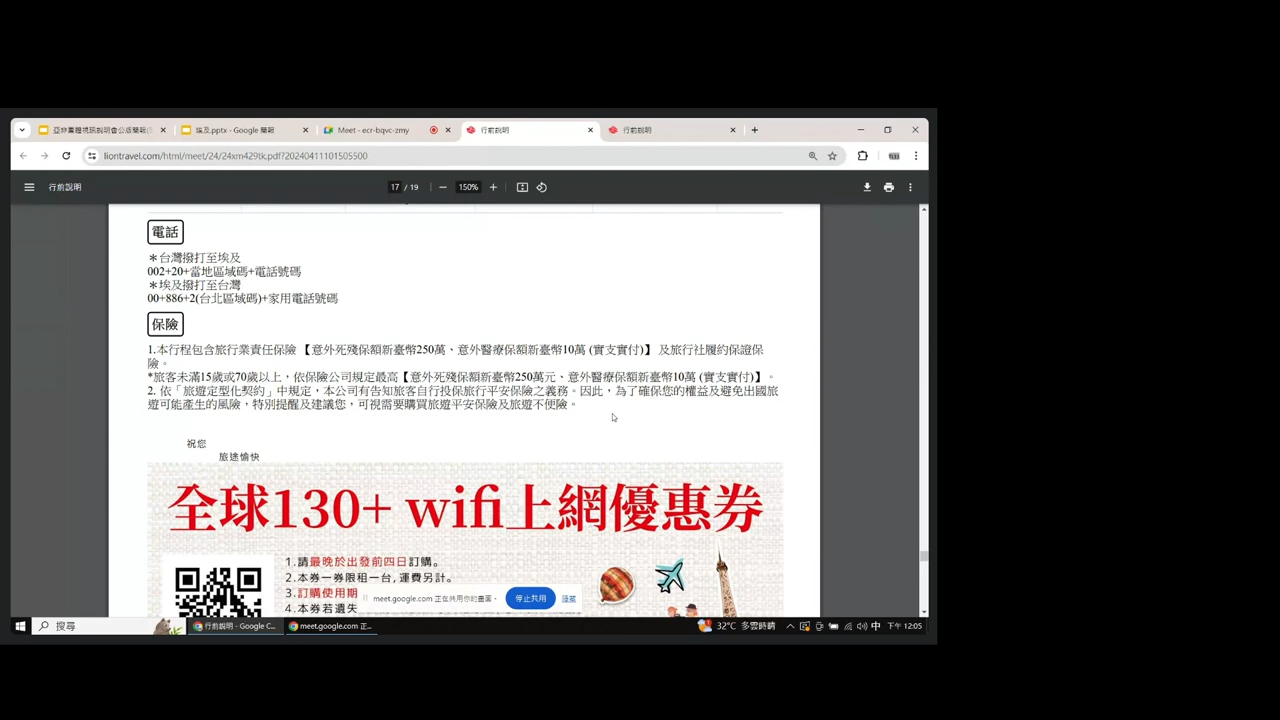 亞非團體視訊說明會公版簡報(
埃及.pptx - Google 簡報
Meet - ecr-bqvc-zmy
行前說明
行前說明
liontravel.com/html/meet/24/24xm429tk.pdf?20240411101505500
行前說明
17 / 19
150%
電話
＊台灣撥打至埃及
002+20+當地區域碼+電話號碼
＊埃及撥打至台灣
00+886+2(台北區域碼)+家用電話號碼
保險
1.本行程包含旅行業責任保險 【意外死殘保額新臺幣250萬、意外醫療保額新臺幣10萬 (實支實付)】 及旅行社履約保證保
險。
*旅客未滿15歲或70歲以上，依保險公司規定最高【意外死殘保額新臺幣250萬元、意外醫療保額新臺幣10萬 (實支實付)】。
2. 依「旅遊定型化契約」中規定，本公司有告知旅客自行投保旅行平安保險之義務。因此，為了確保您的權益及避免出國旅
遊可能產生的風險，特別提醒及建議您，可視需要購買旅遊平安保險及旅遊不便險。
祝您
旅途愉快
全球130+ wifi上網優惠券
1.請最晚於出發前四日訂購。
2.本券一券限租一台,運費另計。
3.訂購使用期
4.本券若遺失
meet.google.com 正在共用你的畫面。
停止共用
隱藏
搜尋
行前說明 - Google C...
meet.google.com 正...
32°C 多雲時晴
中
下午 12:05